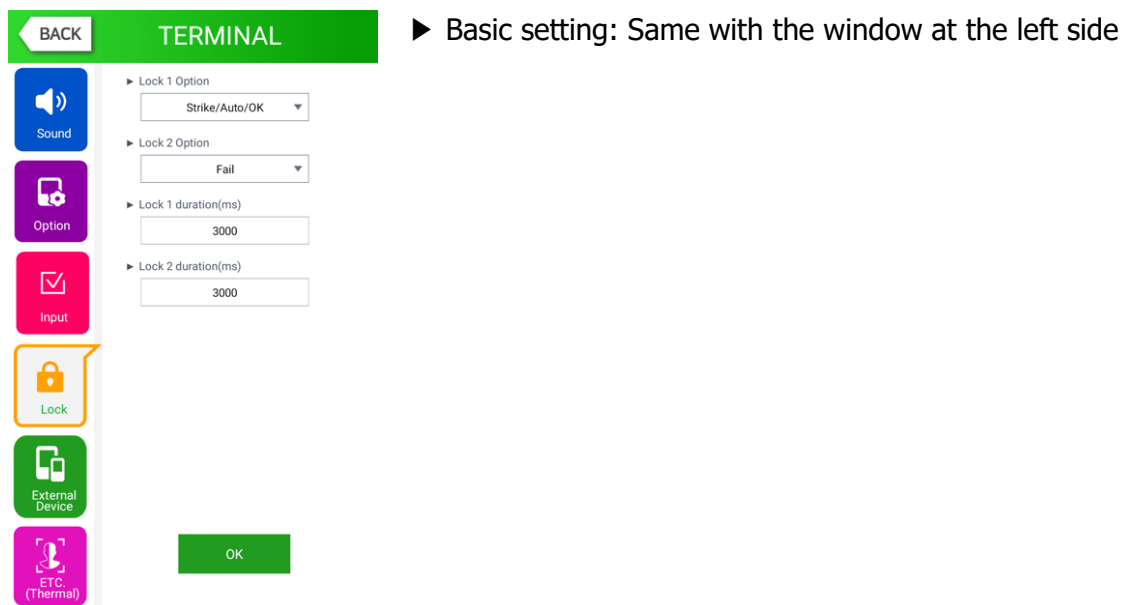 BACK
TERMINAL
▶ Basic setting: Same with the window at the left side
Sound
Option
Input
Lock
External
Device
ETC.
(Thermal)
▶ Lock 1 Option
Strike/Auto/OK
▶ Lock 2 Option
Fail
▶ Lock 1 duration(ms)
3000
▶ Lock 2 duration(ms)
3000
OK